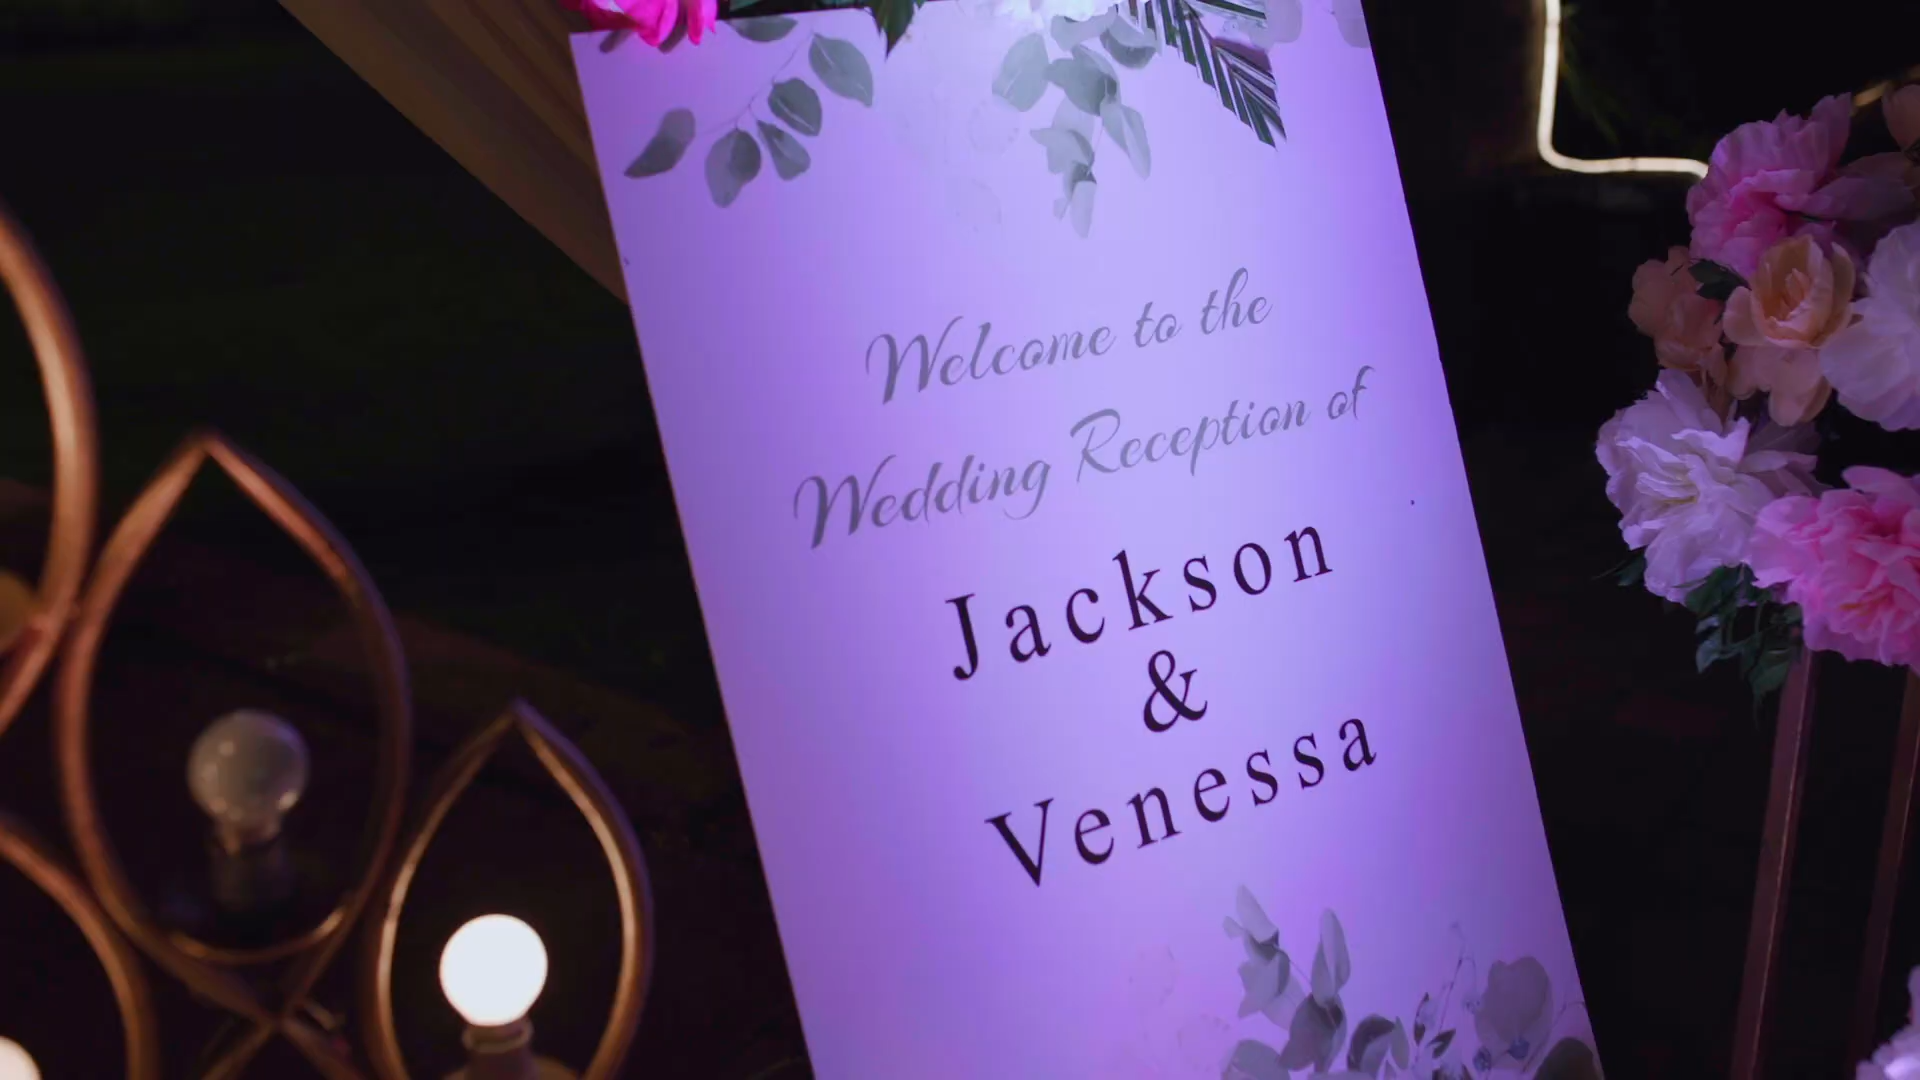 Welcome to the
Wedding Reception of
Jackson
&
Venessa